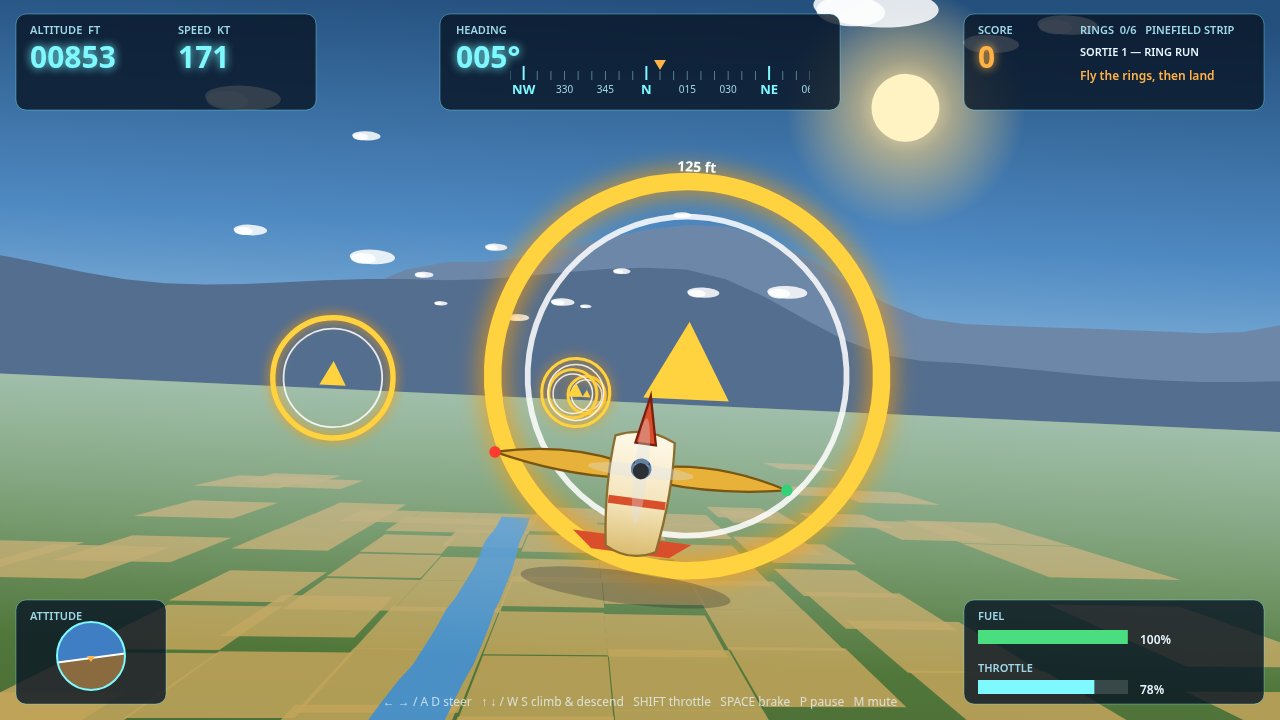 ALTITUDE FT
00853
SPEED KT
171
HEADING
005°
NW 330 345 N 015 030 NE
SCORE
0
RINGS 0/6 PINEFIELD STRIP
SORTIE 1 — RING RUN
Fly the rings, then land
125 ft
ATTITUDE
FUEL
100%
THROTTLE
78%
← → / A D steer ↑ ↓ / W S climb & descend SHIFT throttle SPACE brake P pause M mute